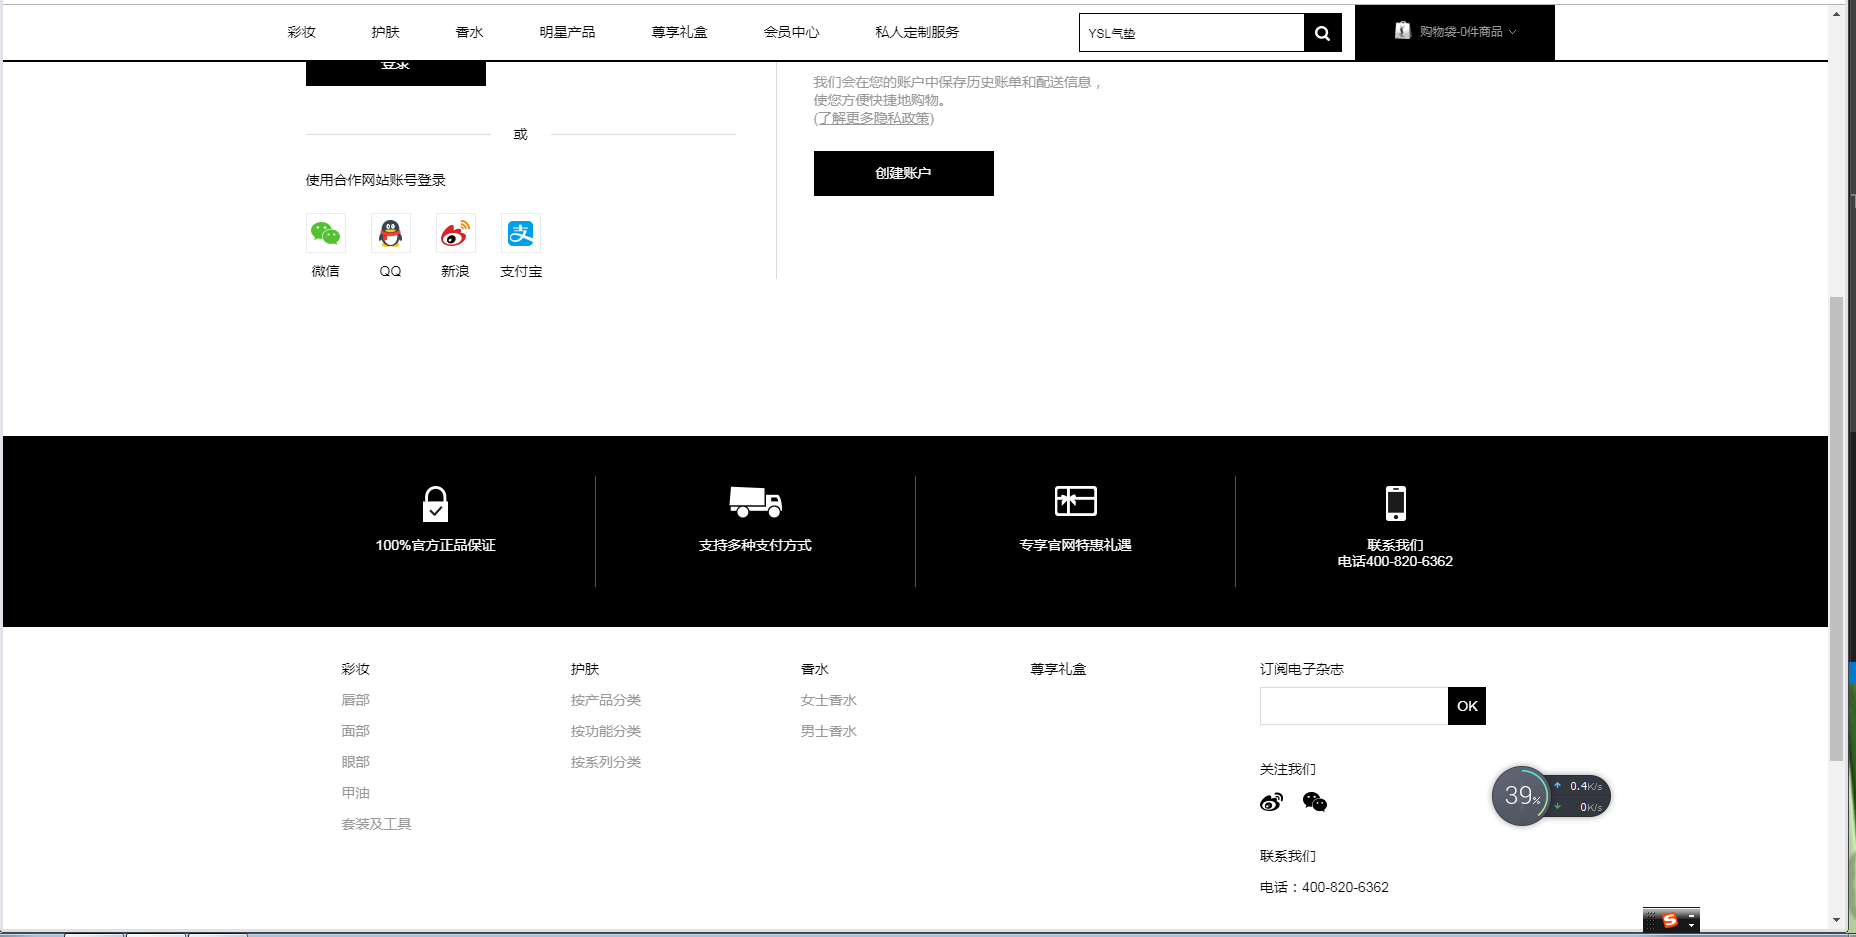 彩妆
护肤
香水
明星产品
尊享礼盒
会员中心
私人定制服务
YSL气垫
购物袋-0件商品
登录
我们会在您的账户中保存历史账单和配送信息，
使您方便快捷地购物。
(了解更多隐私政策)
或
创建账户
使用合作网站账号登录
支
微信
QQ
新浪
支付宝
100%官方正品保证
支持多种支付方式
专享官网特惠礼遇
联系我们
电话400-820-6362
彩妆
唇部
面部
眼部
甲油
套装及工具
护肤
按产品分类
按功能分类
按系列分类
香水
女士香水
男士香水
尊享礼盒
订阅电子杂志
OK
关注我们
联系我们
电话：400-820-6362
39%
0.4K/s
0K/s
S